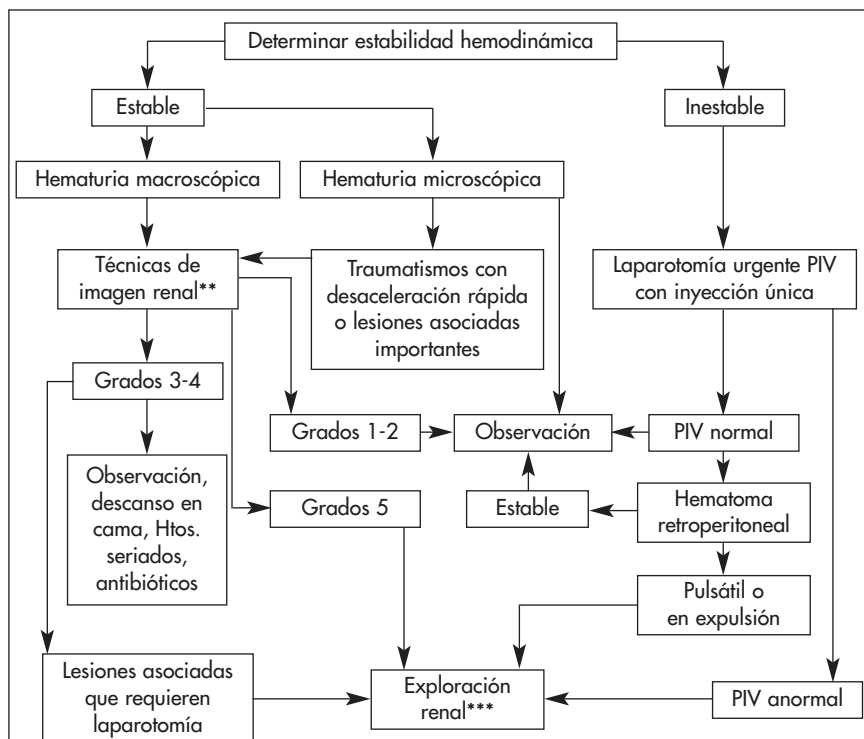 Determinar estabilidad hemodinámica
Estable
Inestable
Hematuria macroscópica
Hematuria microscópica
Técnicas de
imagen renal**
Traumatismos con
desaceleración rápida
o lesiones asociadas
importantes
Laparotomía urgente PIV
con inyección única
Grados 3-4
Grados 1-2
Observación
PIV normal
Observación,
descanso en
cama, Htos.
seriados,
antibióticos
Grados 5
Estable
Hematoma
retroperitoneal
Pulsátil o
en expulsión
Lesiones asociadas
que requieren
laparotomía
Exploración
renal***
PIV anormal